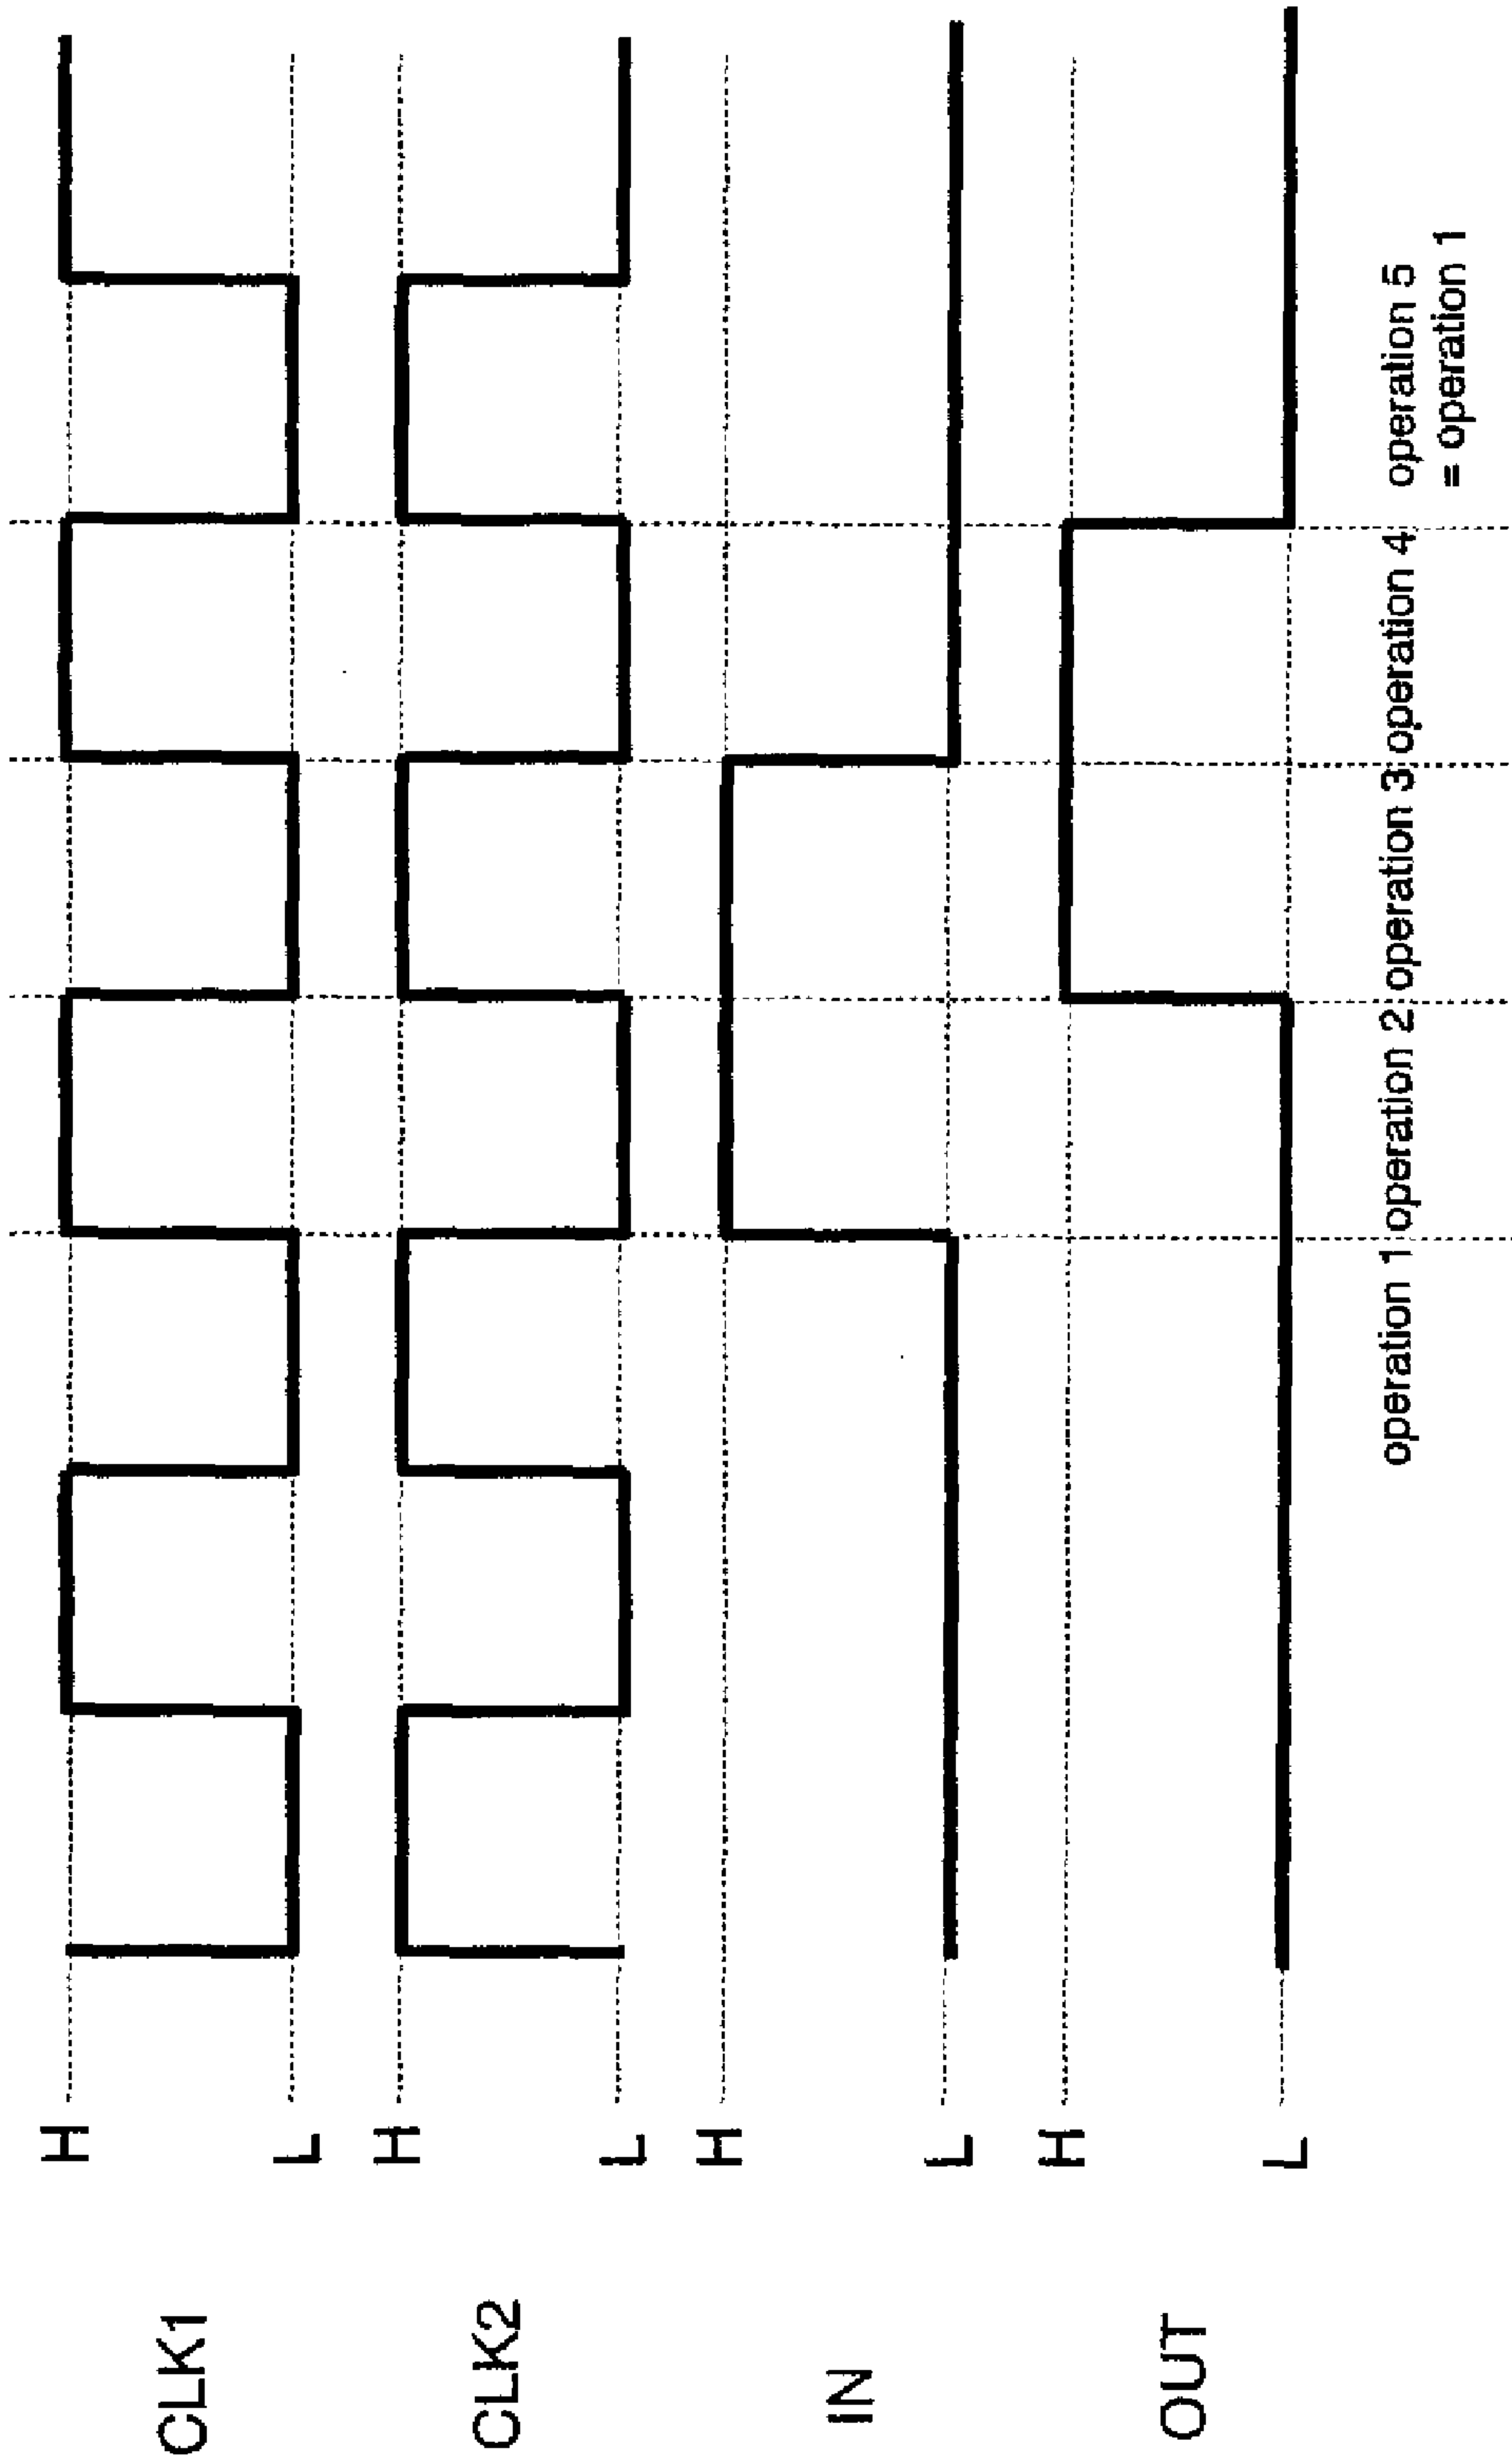 CLK1
H
L
CLK2
H
L
IN
H
L
OUT
H
L
operation 1 operation 2 operation 3 operation 4 operation 5
= operation 1